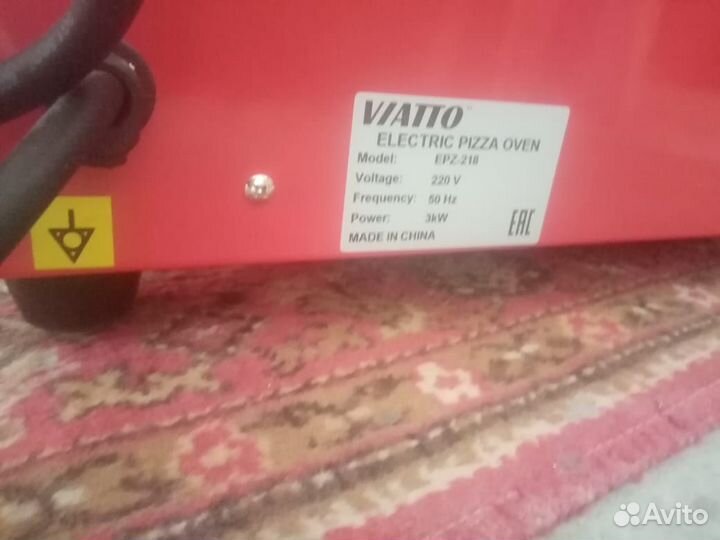 VIATTO
ELECTRIC PIZZA OVEN
Model: EPZ-218
Voltage: 220 V
Frequency: 50 Hz
Power: 3kW
MADE IN CHINA
EAC
Avito